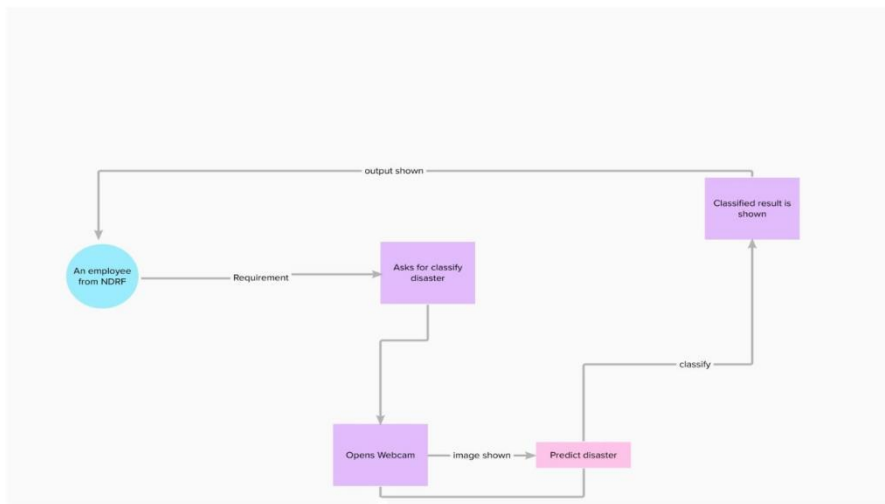 output shown
Classified result is
shown
An employee
from NDRF
Requirement
Asks for classify
disaster
classify
Opens Webcam
image shown
Predict disaster